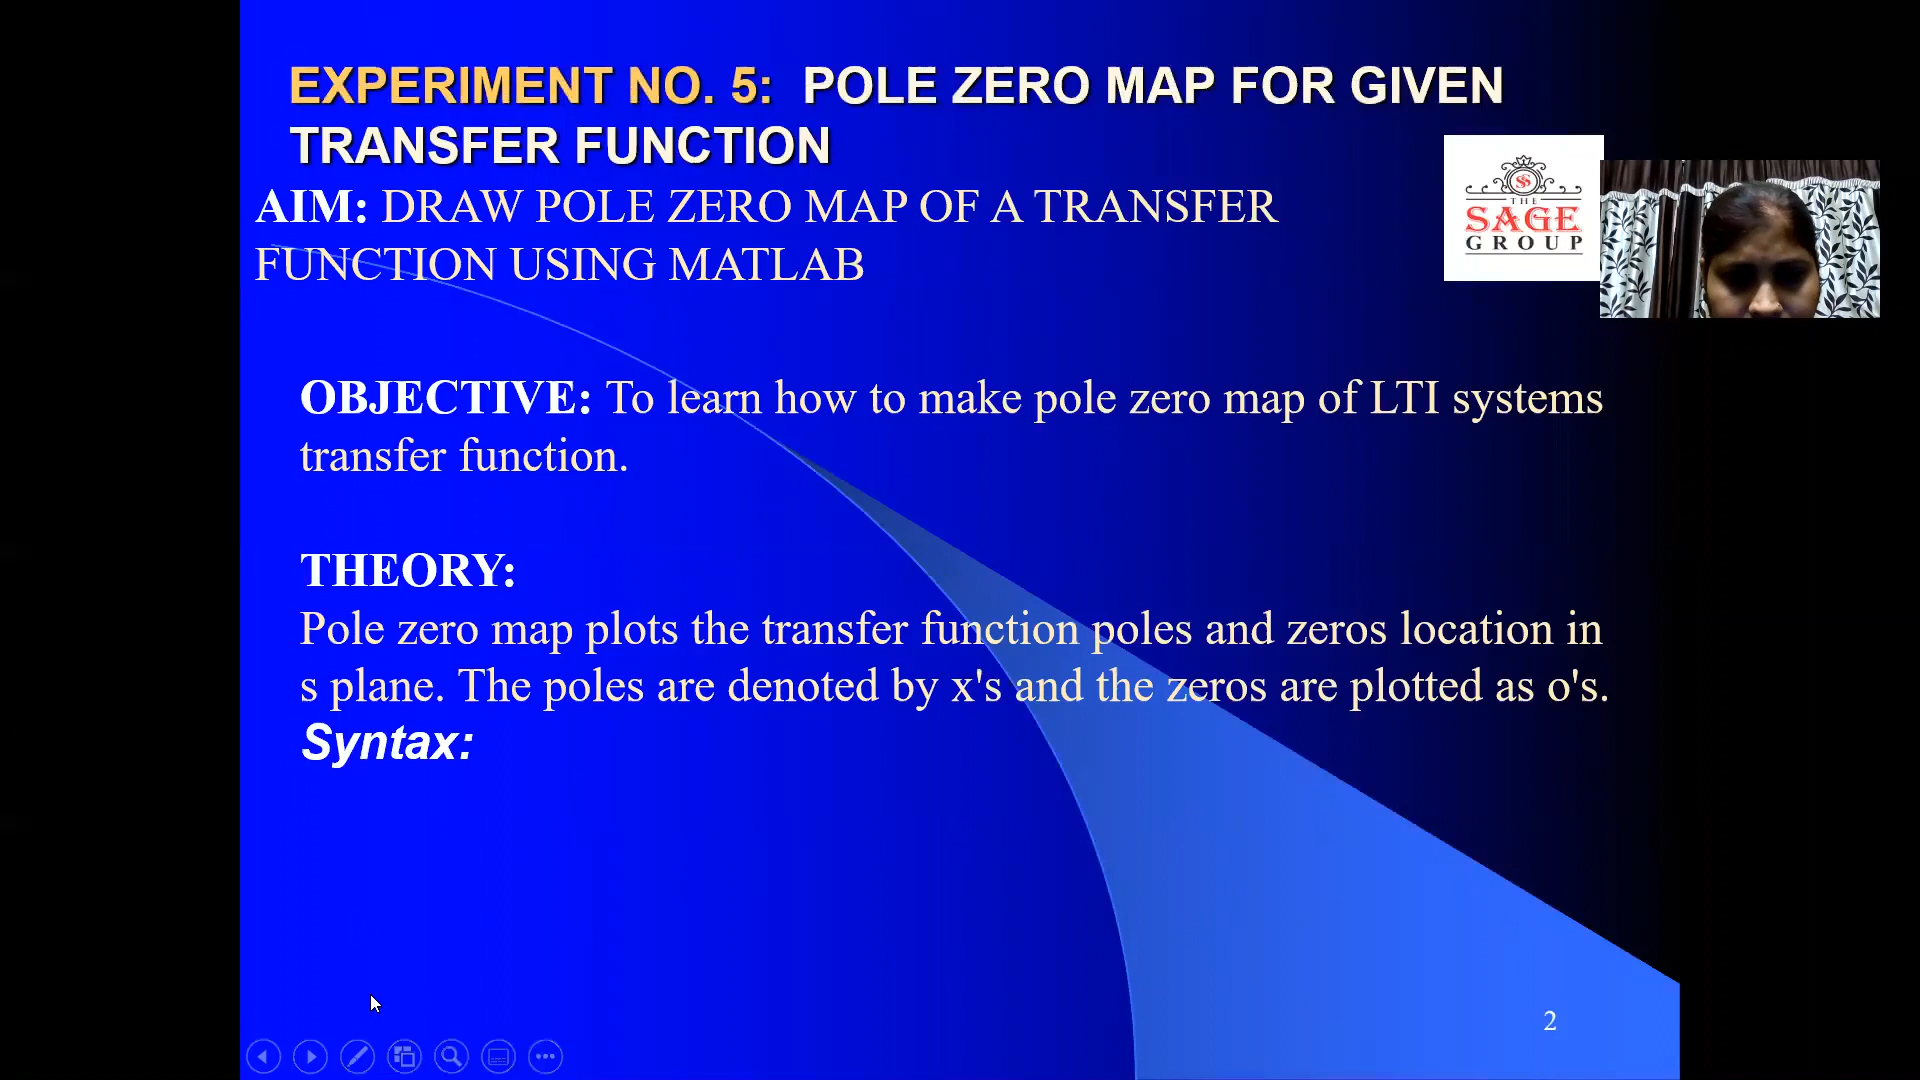 EXPERIMENT NO. 5: POLE ZERO MAP FOR GIVEN
TRANSFER FUNCTION
AIM: DRAW POLE ZERO MAP OF A TRANSFER
FUNCTION USING MATLAB
THE
SAGE
GROUP
OBJECTIVE: To learn how to make pole zero map of LTI systems
transfer function.
THEORY:
Pole zero map plots the transfer function poles and zeros location in
s plane. The poles are denoted by x's and the zeros are plotted as o's.
Syntax:
2